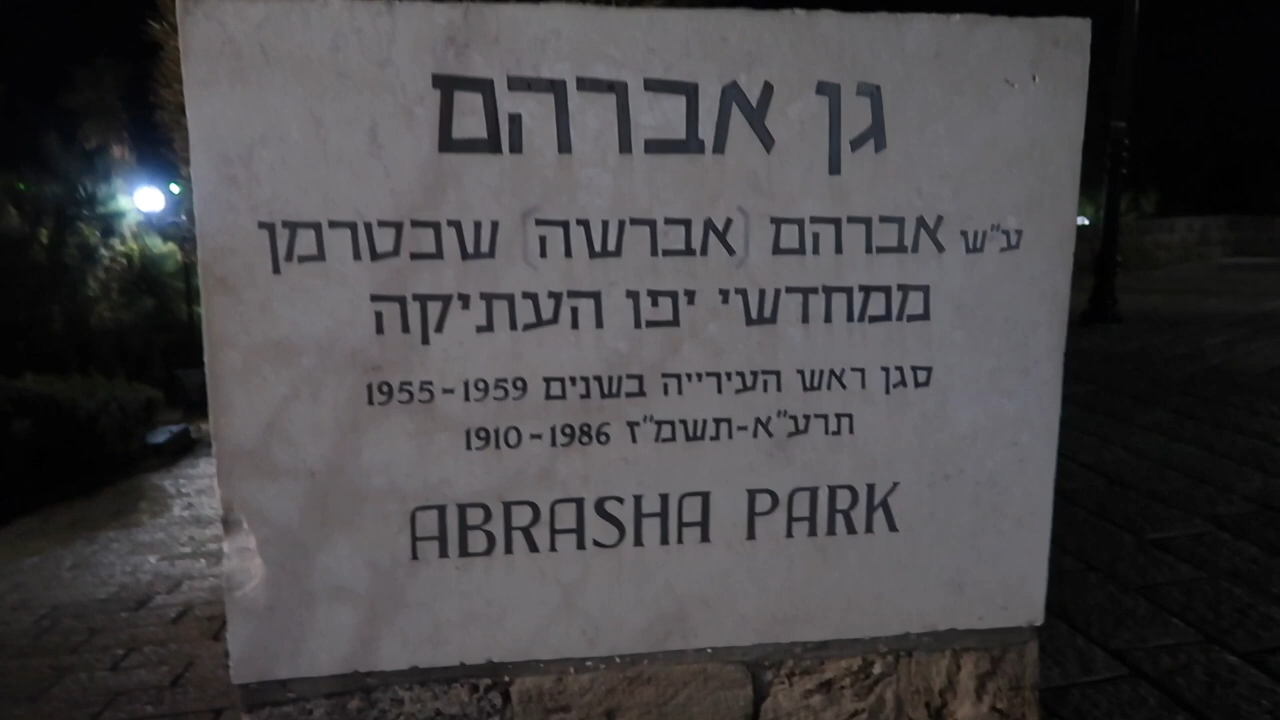 גן אברהם
ע"ש אברהם (אברשה) שכטרמן
ממחדשי יפו העתיקה
סגן ראש העירייה בשנים 1955-1959
תרע"א-תשמ"ז 1910-1986
ABRASHA PARK